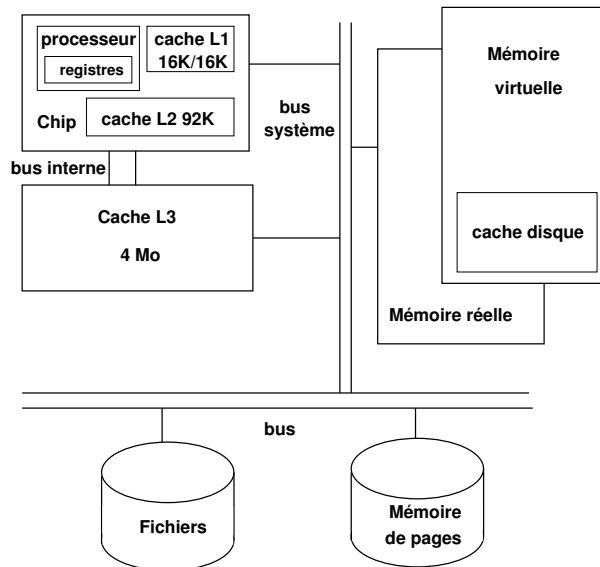 processeur
registres
cache L1
16K/16K
Chip
cache L2 92K
bus interne
Cache L3
4 Mo
bus
système
Mémoire
virtuelle
cache disque
Mémoire réelle
bus
Fichiers
Mémoire
de pages